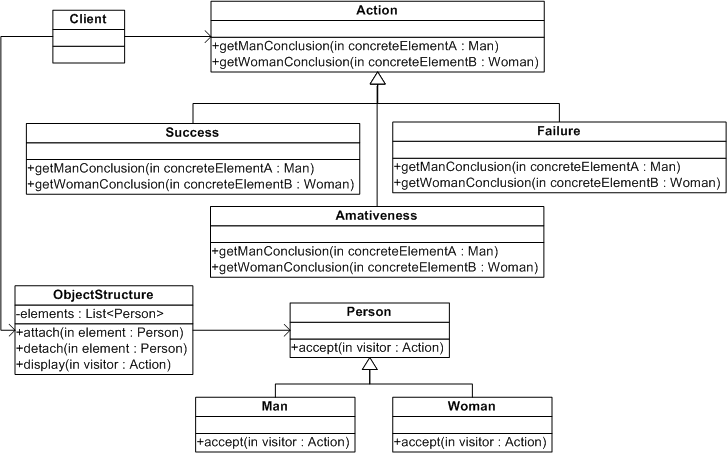 Client
Action
+getManConclusion(in concreteElementA : Man)
+getWomanConclusion(in concreteElementB : Woman)
Success
+getManConclusion(in concreteElementA : Man)
+getWomanConclusion(in concreteElementB : Woman)
Failure
+getManConclusion(in concreteElementA : Man)
+getWomanConclusion(in concreteElementB : Woman)
Amativeness
+getManConclusion(in concreteElementA : Man)
+getWomanConclusion(in concreteElementB : Woman)
ObjectStructure
-elements : List<Person>
+attach(in element : Person)
+detach(in element : Person)
+display(in visitor : Action)
Person
+accept(in visitor : Action)
Man
+accept(in visitor : Action)
Woman
+accept(in visitor : Action)